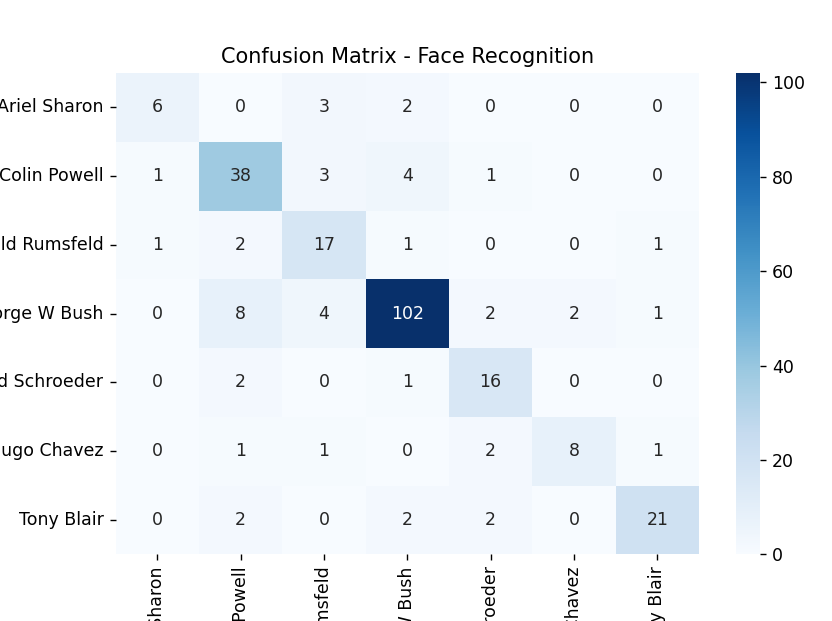 Confusion Matrix - Face Recognition
Ariel Sharon 6 0 3 2 0 0 0
Colin Powell 1 38 3 4 1 0 0
ld Rumsfeld 1 2 17 1 0 0 1
orge W Bush 0 8 4 102 2 2 1
d Schroeder 0 2 0 1 16 0 0
ugo Chavez 0 1 1 0 2 8 1
Tony Blair 0 2 0 2 2 0 21
Sharon
Powell
msfeld
W Bush
roeder
havez
y Blair
100
80
60
40
20
0